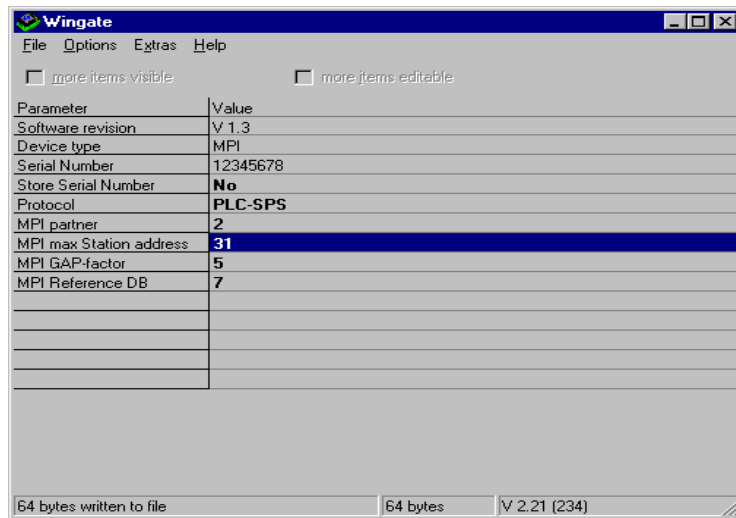 Wingate
File Options Extras Help
more items visible more items editable
Parameter Value
Software revision V 1.3
Device type MPI
Serial Number 12345678
Store Serial Number No
Protocol PLC-SPS
MPI partner 2
MPI max Station address 31
MPI GAP-factor 5
MPI Reference DB 7
64 bytes written to file 64 bytes V 2.21 (234)